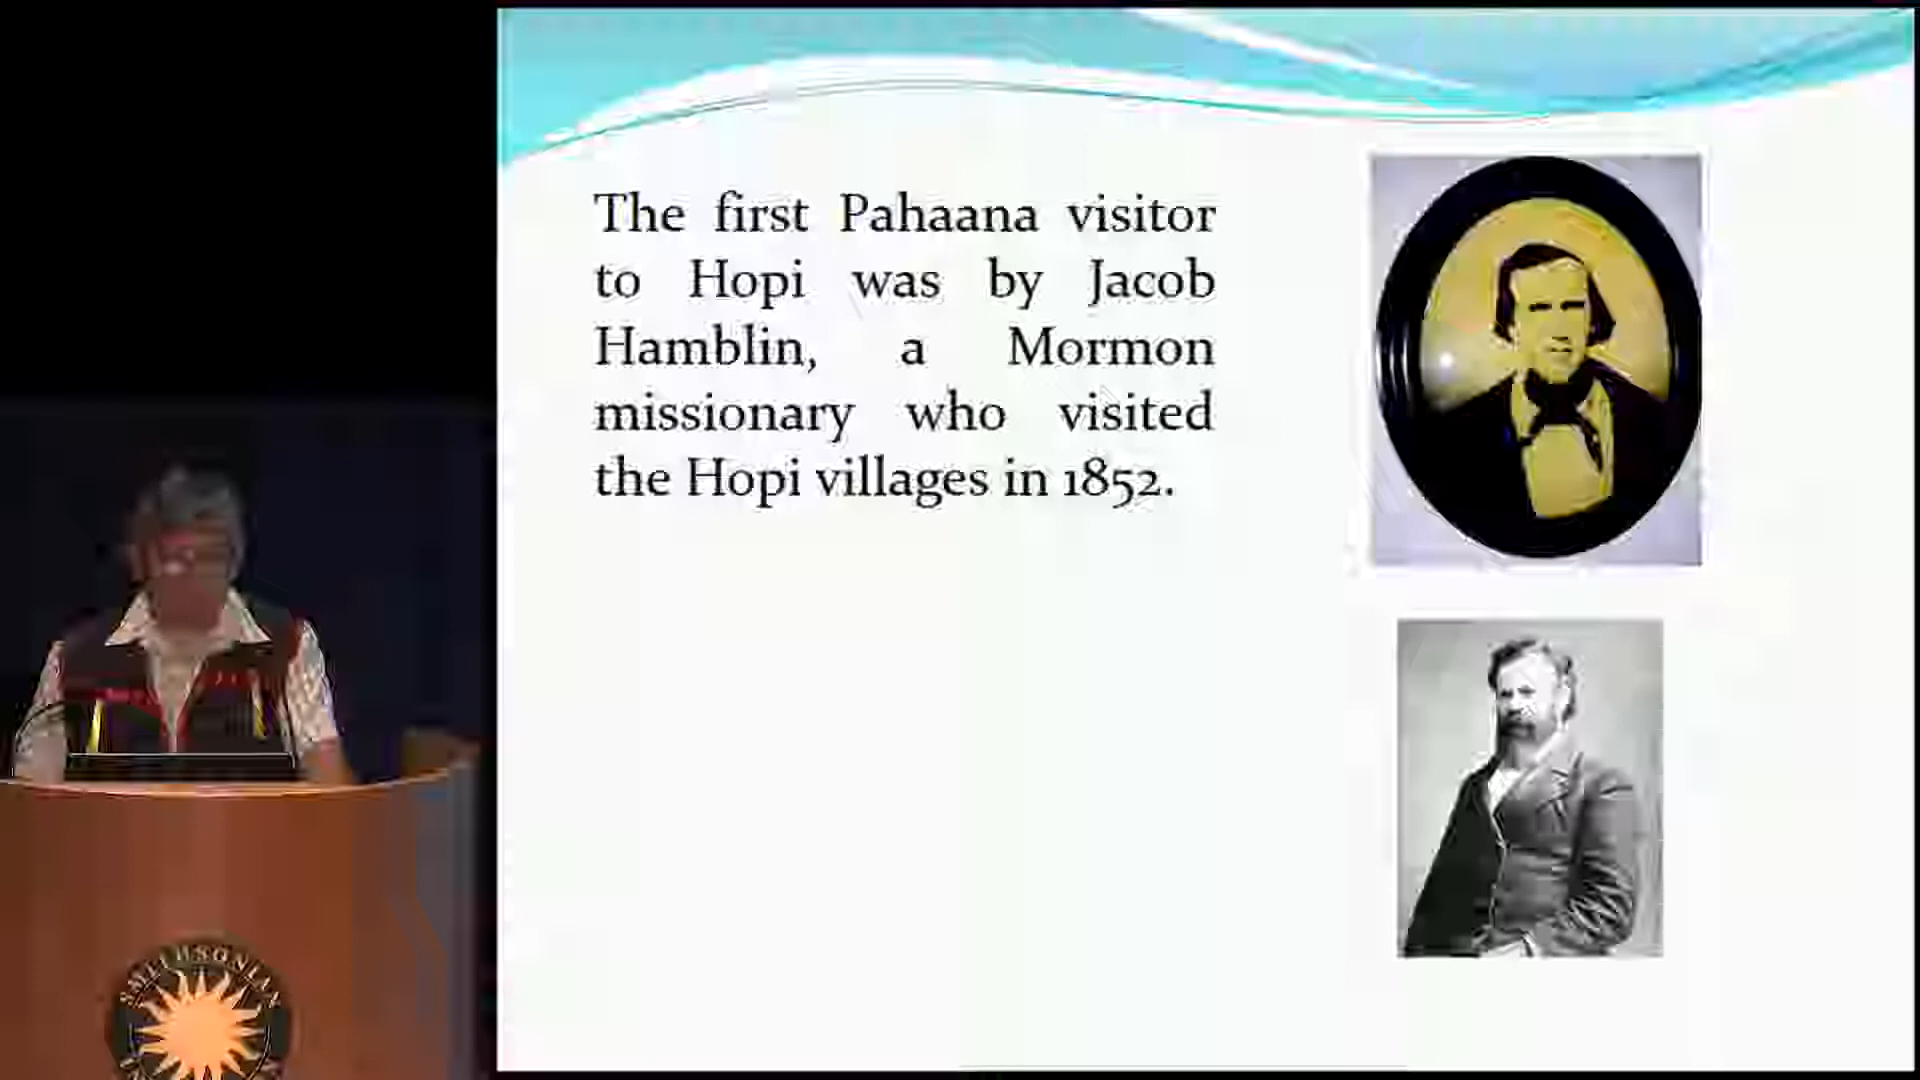 The first Pahaana visitor
to Hopi was by Jacob
Hamblin, a Mormon
missionary who visited
the Hopi villages in 1852.
SMITHSONIAN